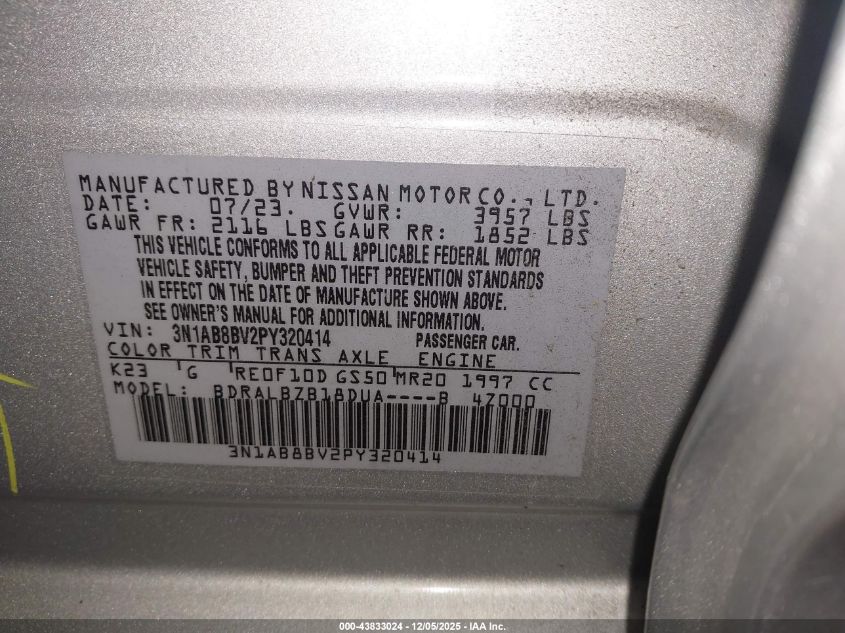 MANUFACTURED BY NISSAN MOTOR CO., LTD.
DATE: 07/23. GVWR: 3957 LBS
GAWR FR: 2116 LBS GAWR RR: 1852 LBS
THIS VEHICLE CONFORMS TO ALL APPLICABLE FEDERAL MOTOR
VEHICLE SAFETY, BUMPER AND THEFT PREVENTION STANDARDS
IN EFFECT ON THE DATE OF MANUFACTURE SHOWN ABOVE.
SEE OWNER'S MANUAL FOR ADDITIONAL INFORMATION.
VIN: 3N1AB8BV2PY320414 PASSENGER CAR.
COLOR TRIM TRANS AXLE ENGINE
K23 G RE0F10D GS50 MR20 1997 CC
MODEL: BDRALBZB18DUA----B 4Z000
3N1AB8BV2PY320414
000-43833024 - 12/05/2025 - IAA Inc.